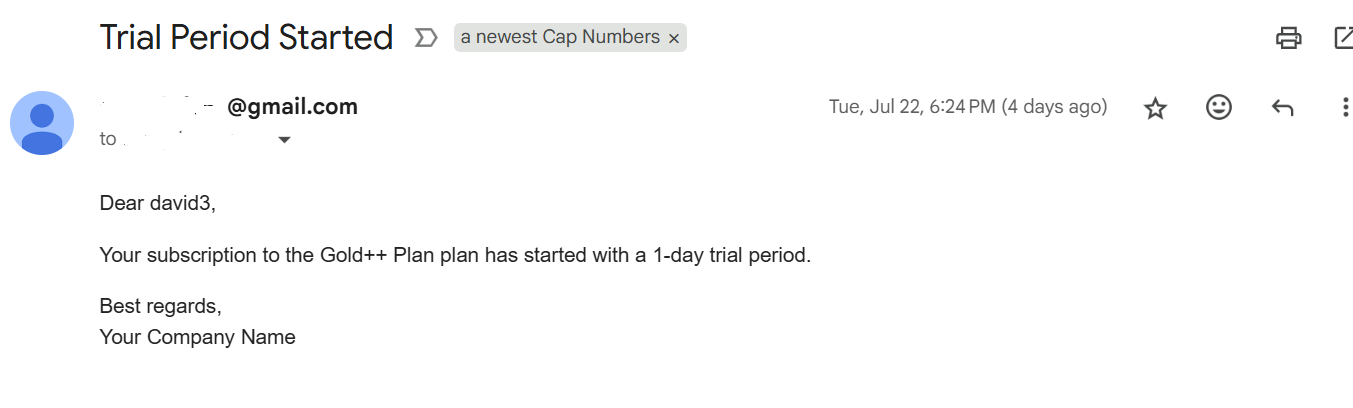 Trial Period Started
a newest Cap Numbers ×
@gmail.com
Tue, Jul 22, 6:24 PM (4 days ago)
to
Dear david3,
Your subscription to the Gold++ Plan plan has started with a 1-day trial period.
Best regards,
Your Company Name